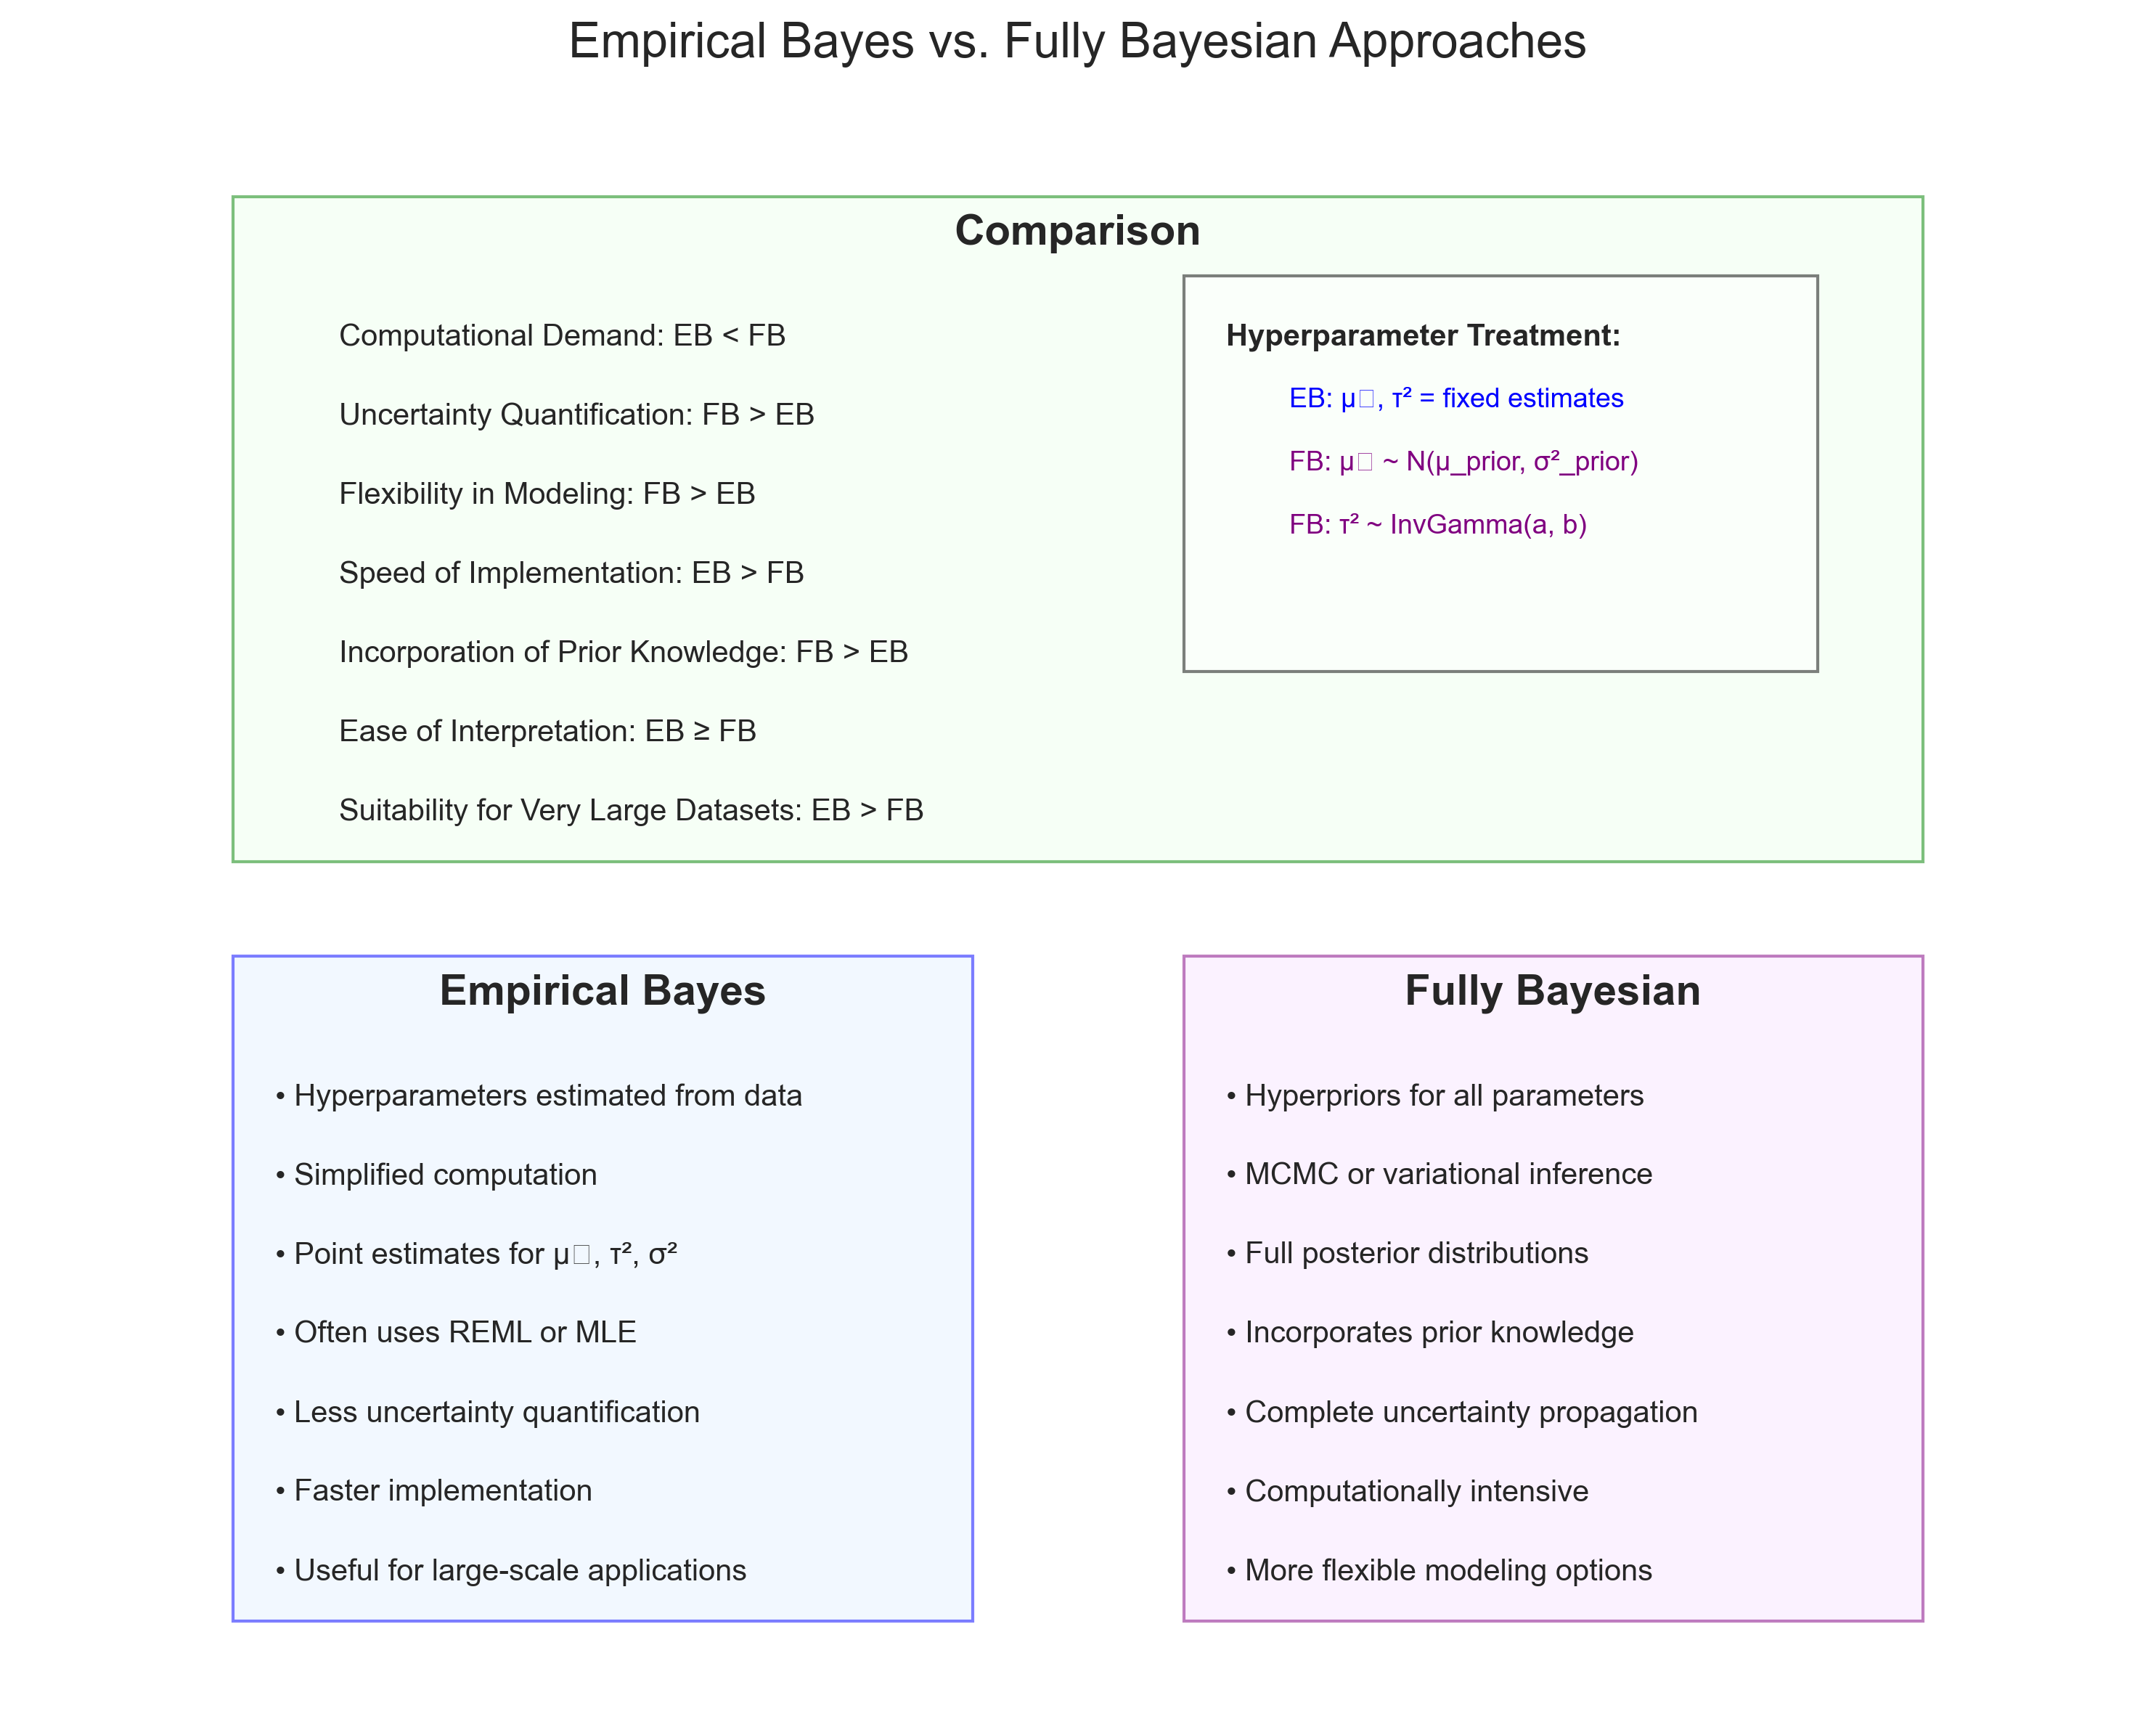 Empirical Bayes vs. Fully Bayesian Approaches
Comparison
Computational Demand: EB < FB
Uncertainty Quantification: FB > EB
Flexibility in Modeling: FB > EB
Speed of Implementation: EB > FB
Incorporation of Prior Knowledge: FB > EB
Ease of Interpretation: EB ≥ FB
Suitability for Very Large Datasets: EB > FB
Hyperparameter Treatment:
EB: μ□, τ² = fixed estimates
FB: μ□ ~ N(μ_prior, σ²_prior)
FB: τ² ~ InvGamma(a, b)
Empirical Bayes
• Hyperparameters estimated from data
• Simplified computation
• Point estimates for μ□, τ², σ²
• Often uses REML or MLE
• Less uncertainty quantification
• Faster implementation
• Useful for large-scale applications
Fully Bayesian
• Hyperpriors for all parameters
• MCMC or variational inference
• Full posterior distributions
• Incorporates prior knowledge
• Complete uncertainty propagation
• Computationally intensive
• More flexible modeling options